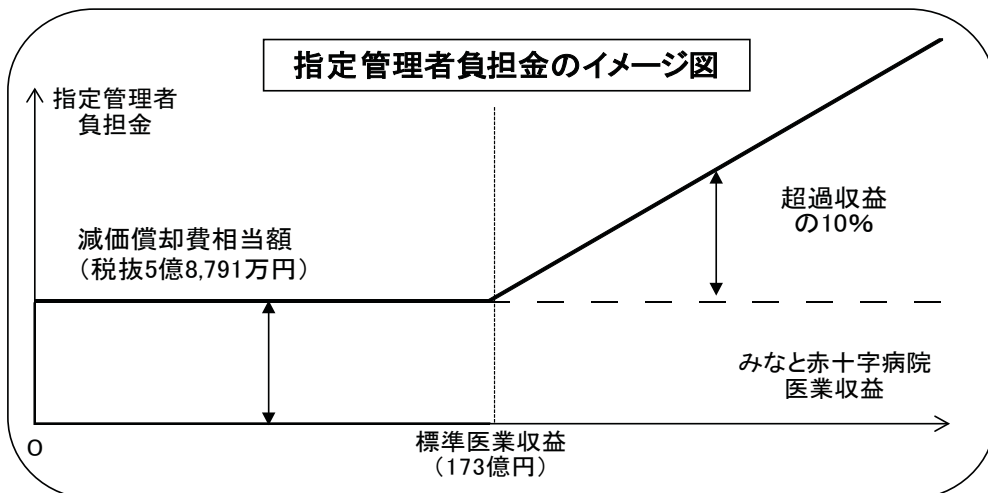 指定管理者負担金のイメージ図
指定管理者
負担金
減価償却費相当額
（税抜5億8,791万円）
超過収益
の10%
みなと赤十字病院
医業収益
0
標準医業収益
（173億円）